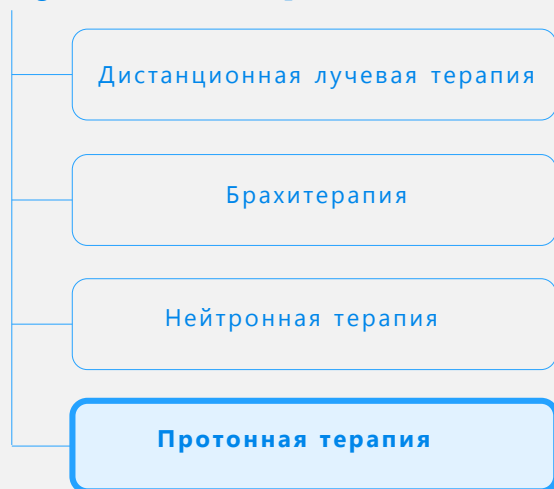 Дистанционная лучевая терапия
Брахитерапия
Нейтронная терапия
Протонная терапия